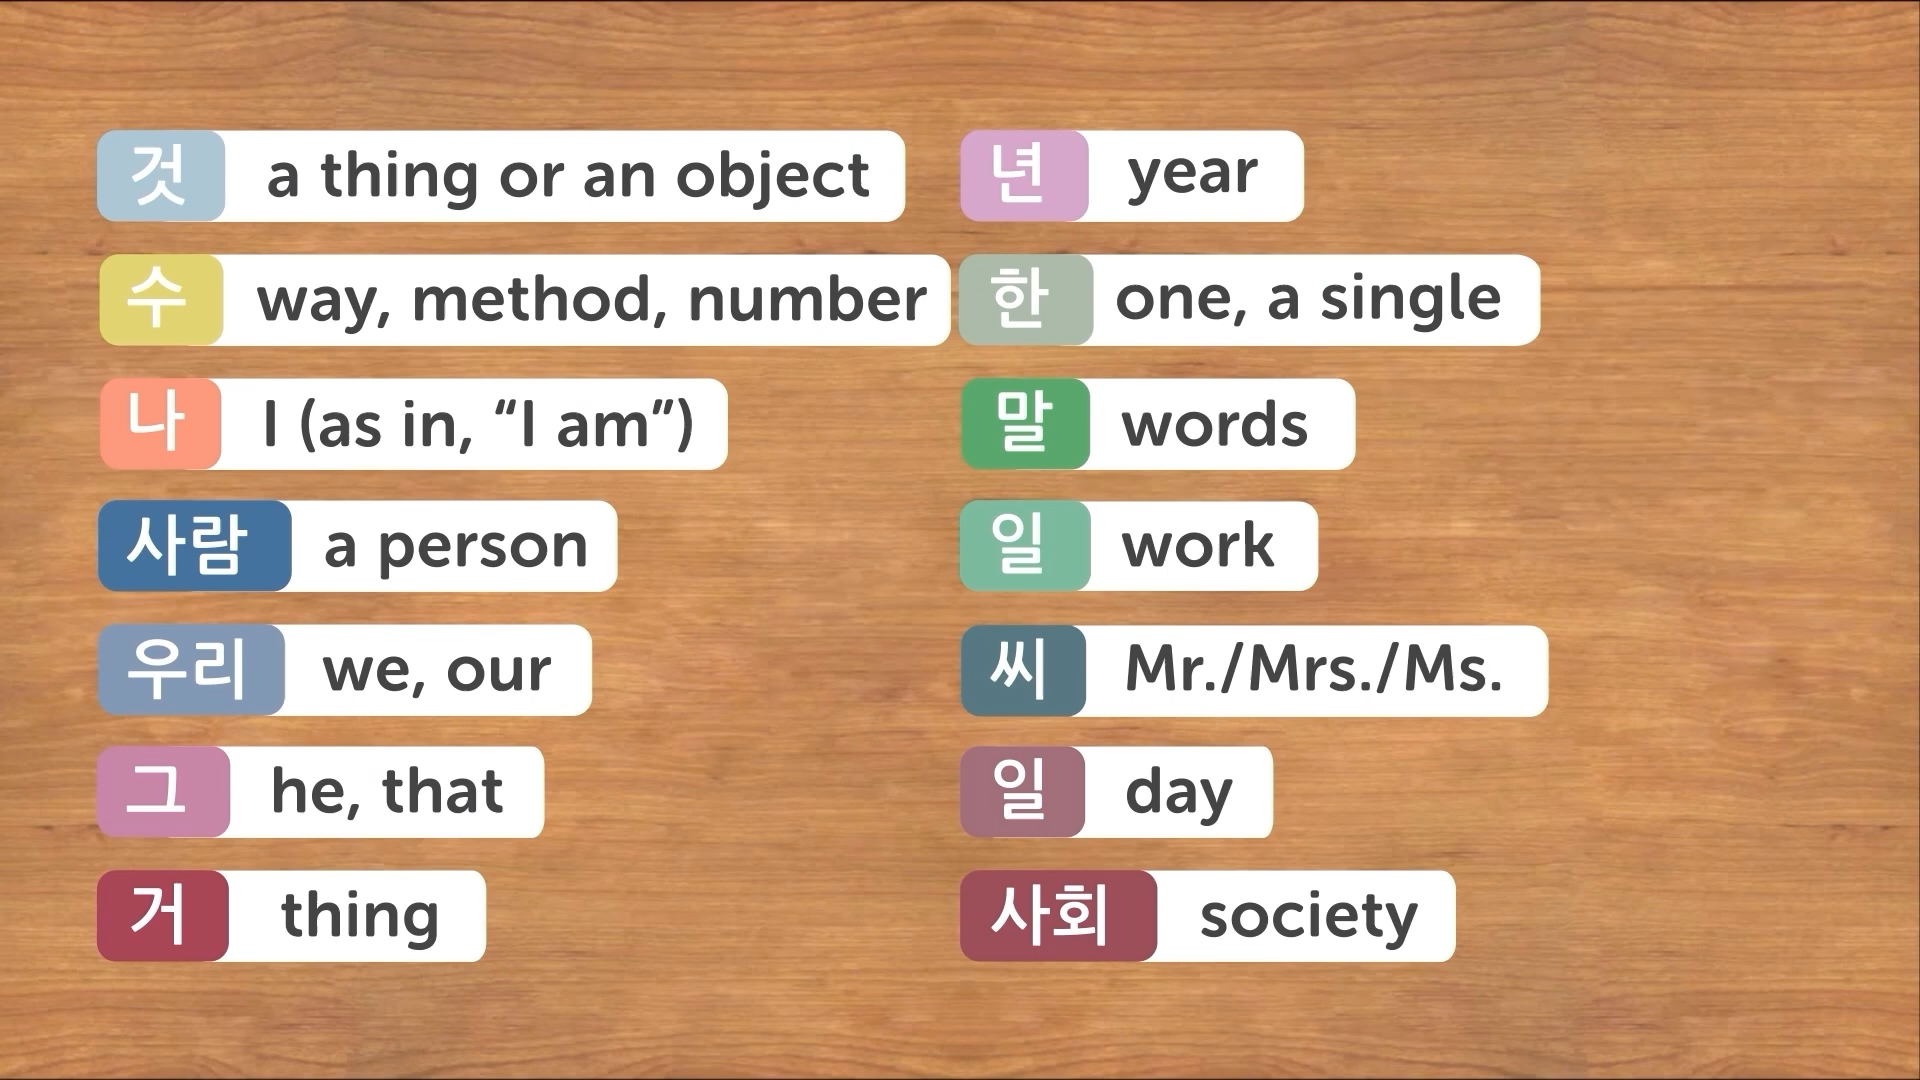 것 a thing or an object
수 way, method, number
나 I (as in, “I am”)
사람 a person
우리 we, our
그 he, that
거 thing
년 year
한 one, a single
말 words
일 work
씨 Mr./Mrs./Ms.
일 day
사회 society